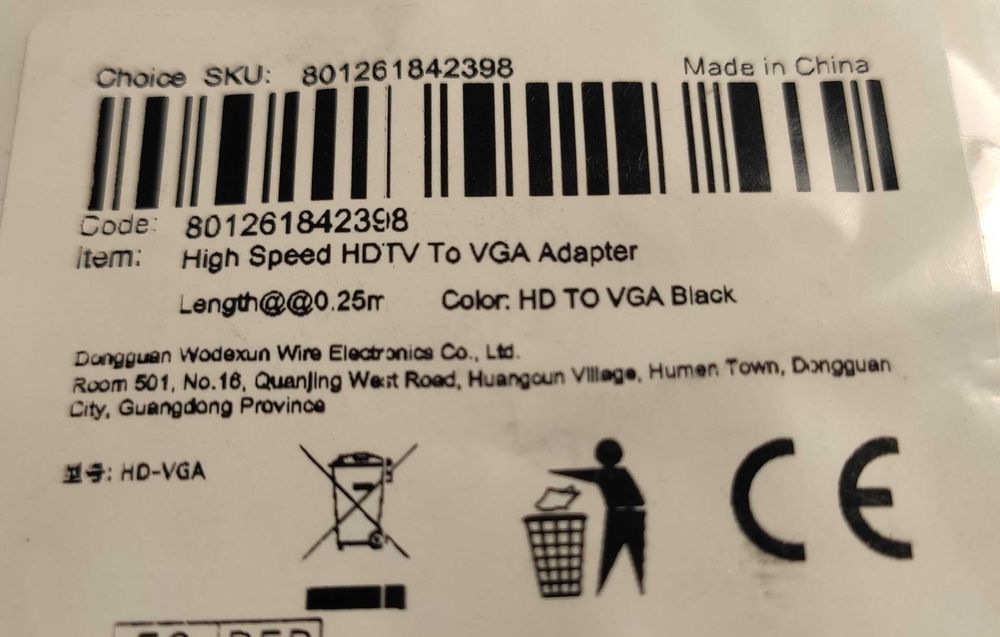 Choice SKU: 801261842398
Made in China
Code: 801261842398
Item: High Speed HDTV To VGA Adapter
Length@@0.25m Color: HD TO VGA Black
Dongguan Wodexun Wire Electronics Co., Ltd.
Room 501, No.16, Quanjing West Road, Huangcun Village, Humen Town, Dongguan
City, Guangdong Province
型号: HD-VGA
CE
EC REP